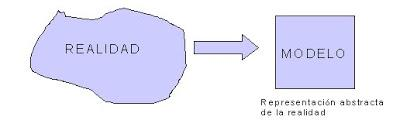 REALIDAD
MODELO
Representación abstracta
de la realidad